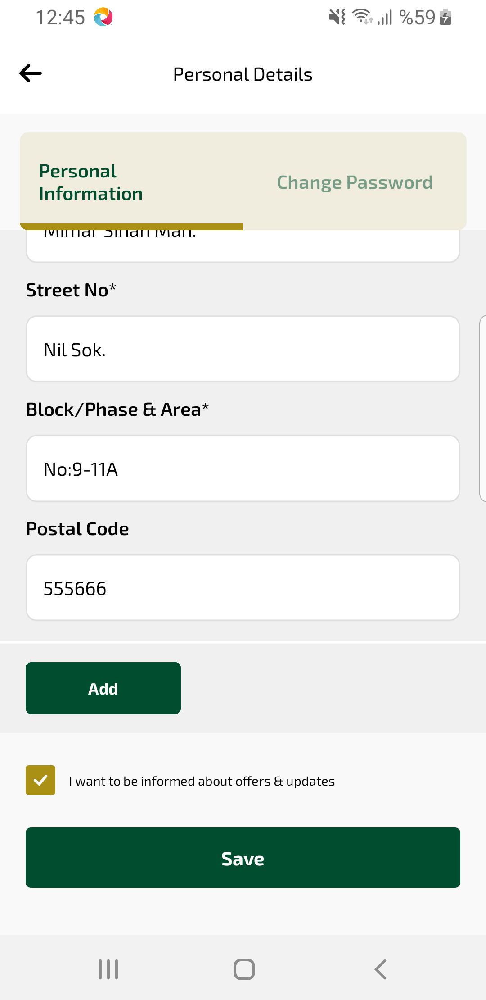 12:45
%59
Personal Details
Personal
Information
Change Password
Mimar Sinan Mah.
Street No*
Nil Sok.
Block/Phase & Area*
No:9-11A
Postal Code
555666
Add
I want to be informed about offers & updates
Save